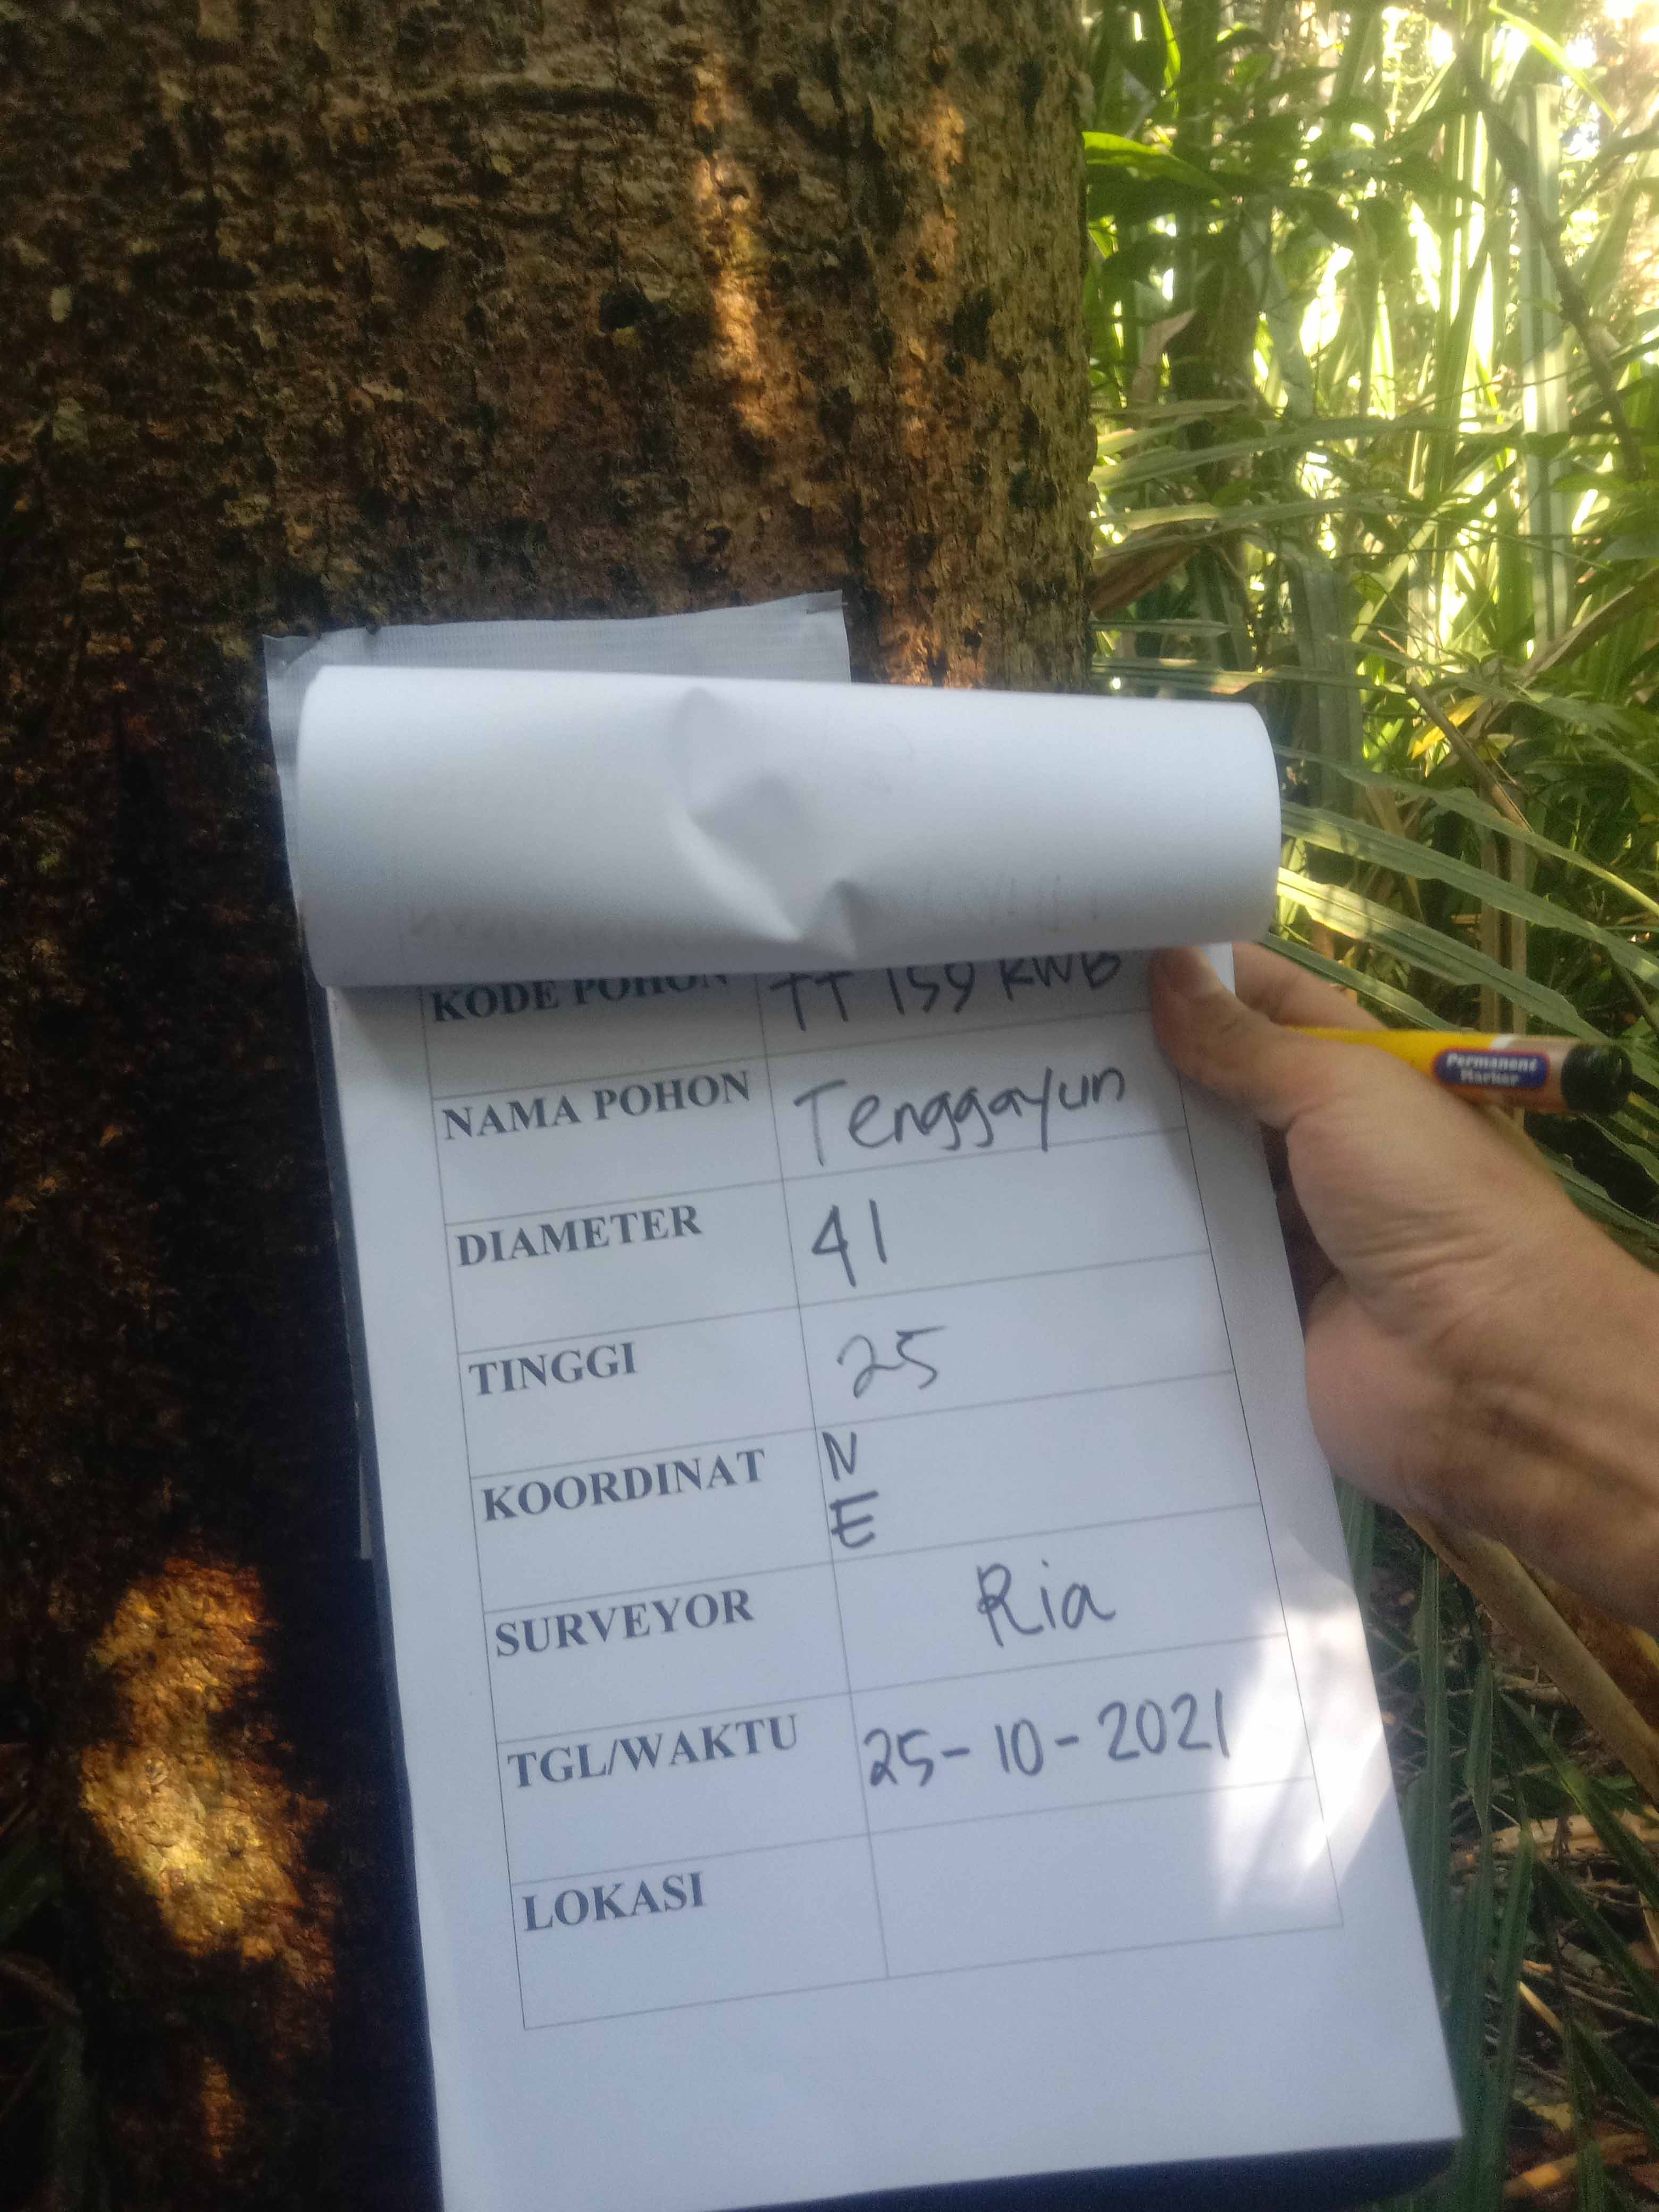 KODE POHON TT 159 KWB
NAMA POHON Tenggayun
DIAMETER 41
TINGGI 25
KOORDINAT N
E
SURVEYOR Ria
TGL/WAKTU 25-10-2021
LOKASI
Permanent
Marker